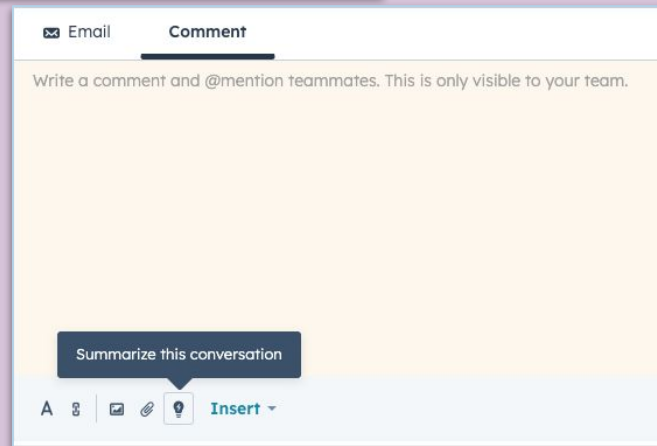 Email Comment
Write a comment and @mention teammates. This is only visible to your team.
Summarize this conversation
A Insert